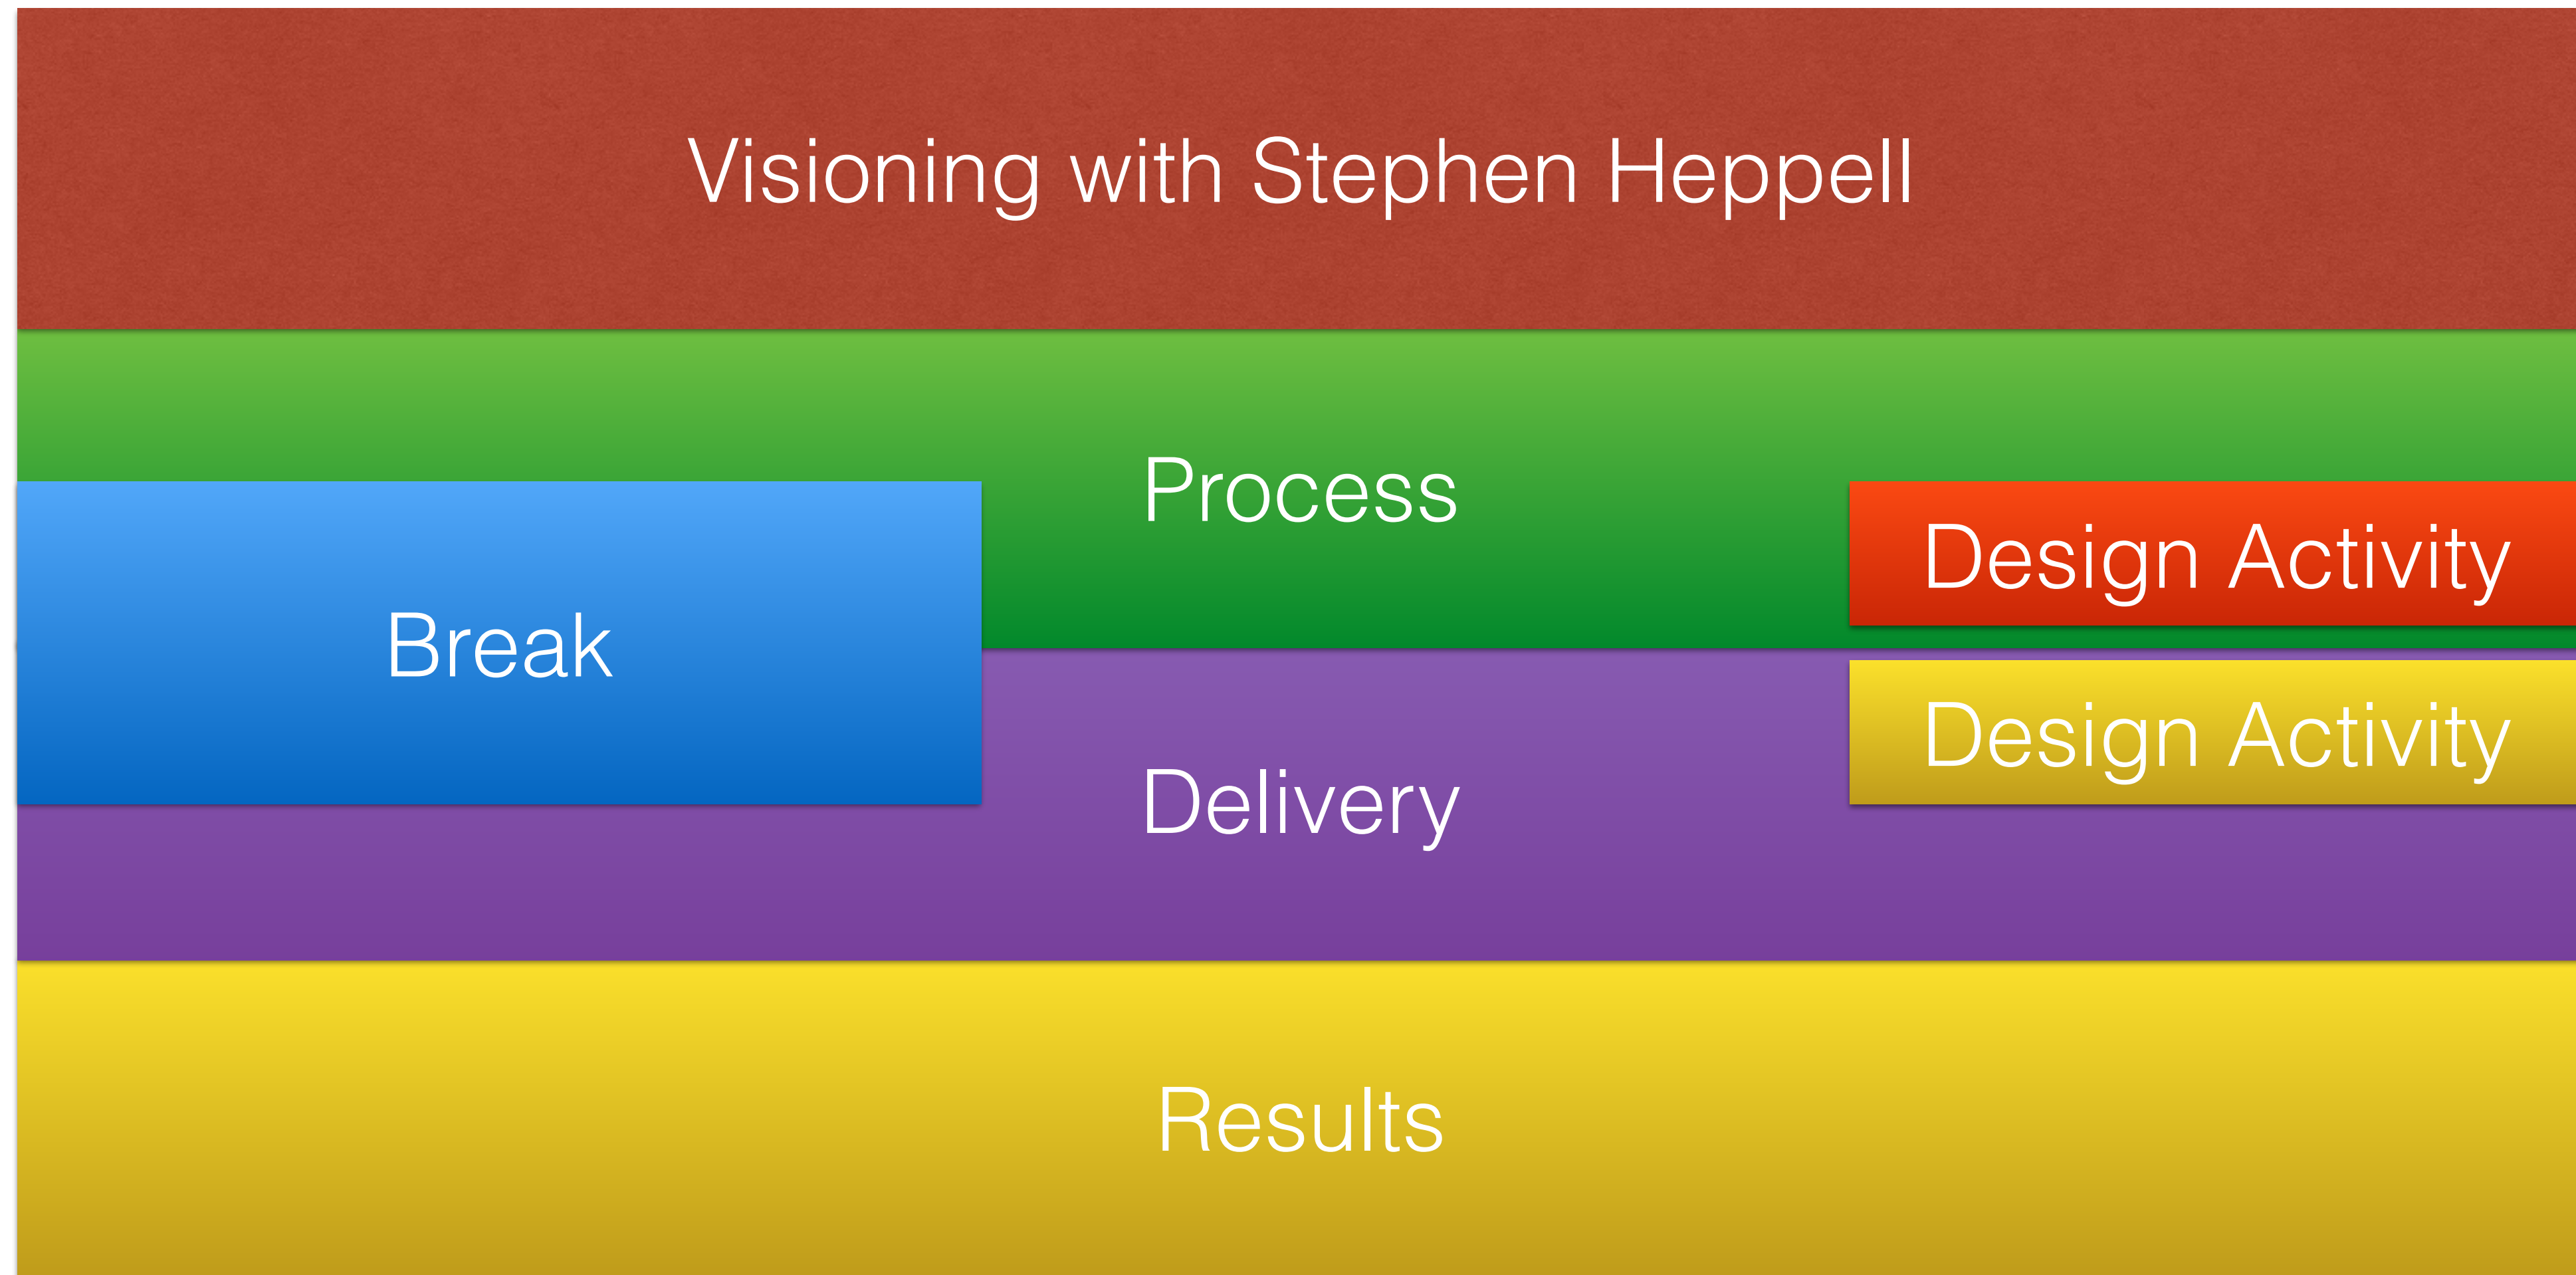 Visioning with Stephen Heppell
Process
Design Activity
Break
Design Activity
Delivery
Results